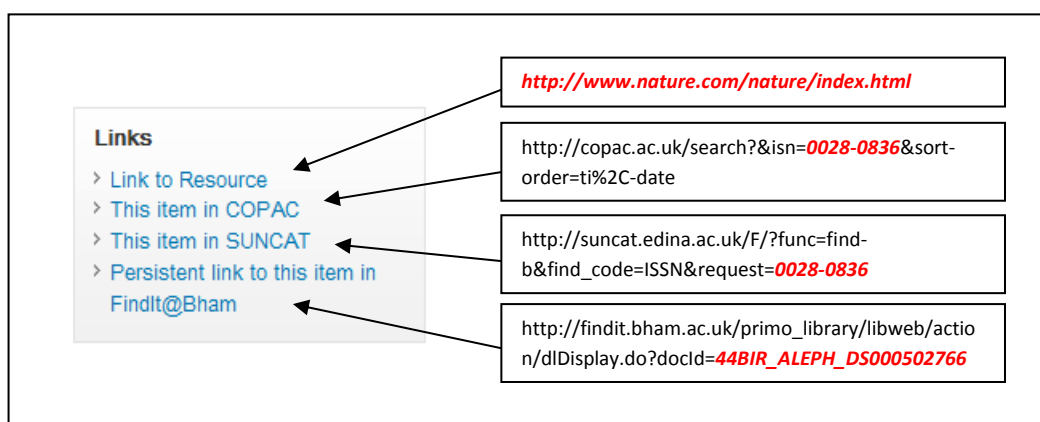 Links
Link to Resource
This item in COPAC
This item in SUNCAT
Persistent link to this item in
FindIt@Bham
http://www.nature.com/nature/index.html
http://copac.ac.uk/search?&isn=0028-0836&sort-
order=ti%2C-date
http://suncat.edina.ac.uk/F/?func=find-
b&find_code=ISSN&request=0028-0836
http://findit.bham.ac.uk/primo_library/libweb/actio
n/dlDisplay.do?docId=44BIR_ALEPH_DS000502766